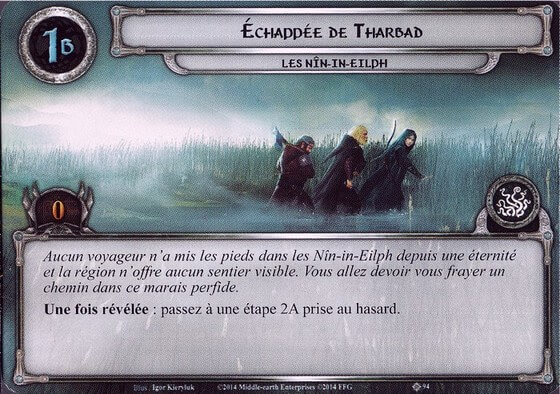 1B
Échappée de Tharbad
Les Nîn-in-Eilph
0
Aucun voyageur n'a mis les pieds dans les Nîn-in-Eilph depuis une éternité
et la région n'offre aucun sentier visible. Vous allez devoir vous frayer un
chemin dans ce marais perfide.
Une fois révélée : passez à une étape 2A prise au hasard.
Illus. Igor Kieryluk ©2014 Middle-earth Enterprises ©2014 FFG 94